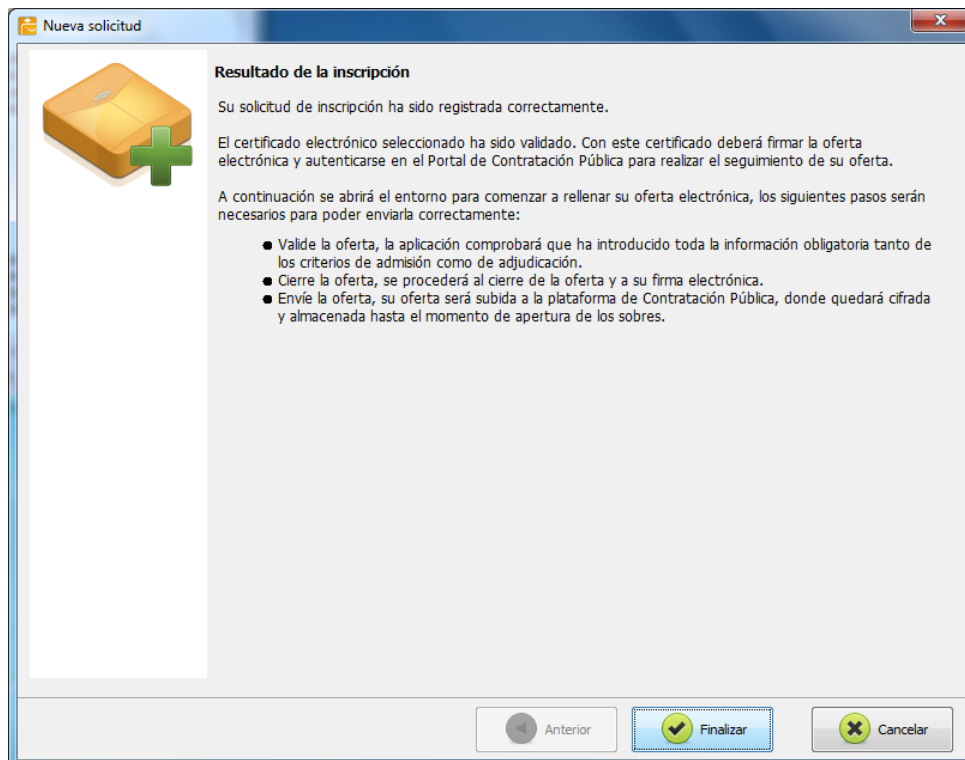 Nueva solicitud
x
Resultado de la inscripción
Su solicitud de inscripción ha sido registrada correctamente.
El certificado electrónico seleccionado ha sido validado. Con este certificado deberá firmar la oferta
electrónica y autenticarse en el Portal de Contratación Pública para realizar el seguimiento de su oferta.
A continuación se abrirá el entorno para comenzar a rellenar su oferta electrónica, los siguientes pasos serán
necesarios para poder enviarla correctamente:
● Valide la oferta, la aplicación comprobará que ha introducido toda la información obligatoria tanto de
los criterios de admisión como de adjudicación.
● Cierre la oferta, se procederá al cierre de la oferta y a su firma electrónica.
● Envíe la oferta, su oferta será subida a la plataforma de Contratación Pública, donde quedará cifrada
y almacenada hasta el momento de apertura de los sobres.
Anterior
Finalizar
Cancelar